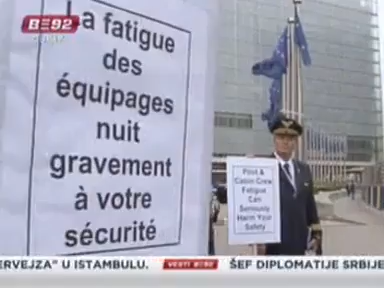 B92
La fatigue
des
équipages
nuit
gravement
à votre
sécurité
Pilot &
Cabin Crew
Fatigue
Can
Seriously
Harm Your
Safety
ERVEJZA" U ISTAMBULU.
VESTI B92
ŠEF DIPLOMATIJE SRBIJE